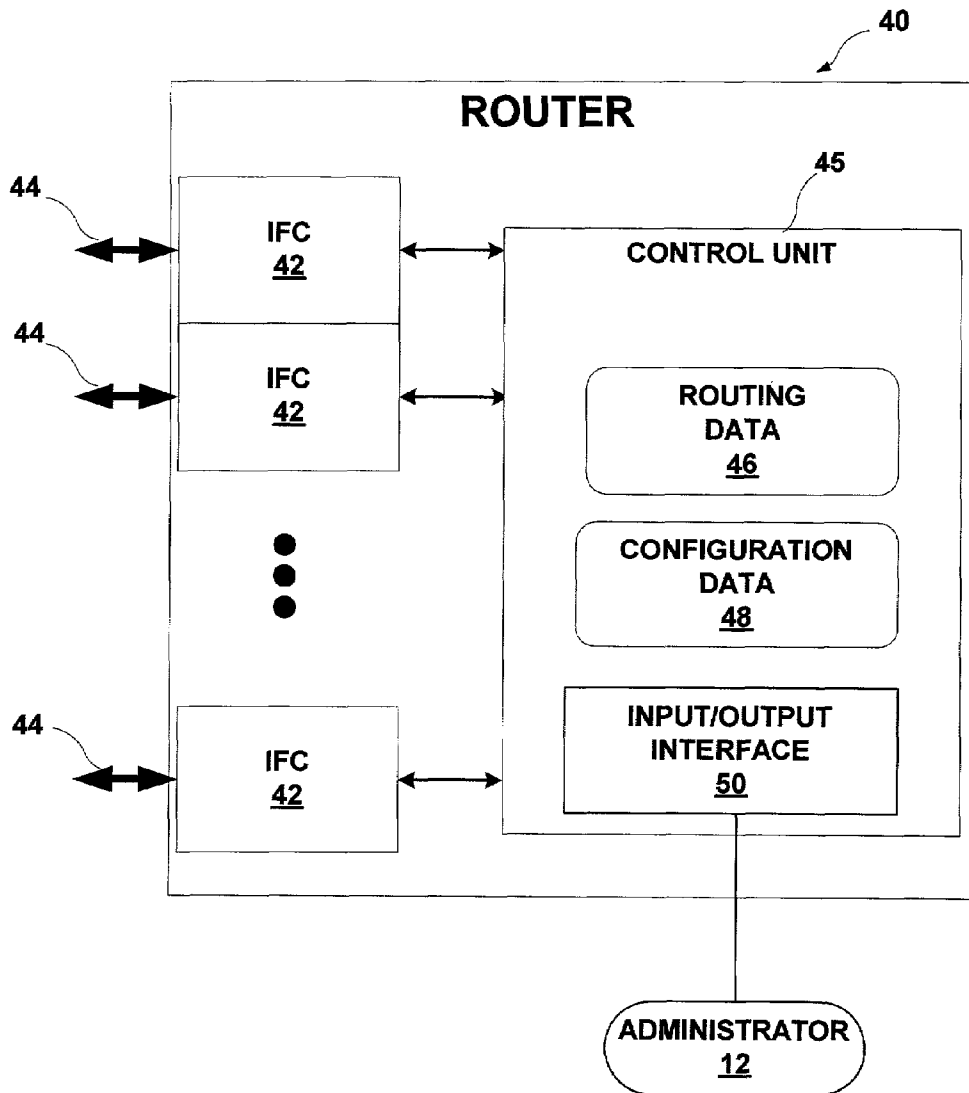 40
ROUTER
45
44
IFC
42
CONTROL UNIT
44
IFC
42
ROUTING
DATA
46
CONFIGURATION
DATA
48
44
IFC
42
INPUT/OUTPUT
INTERFACE
50
ADMINISTRATOR
12